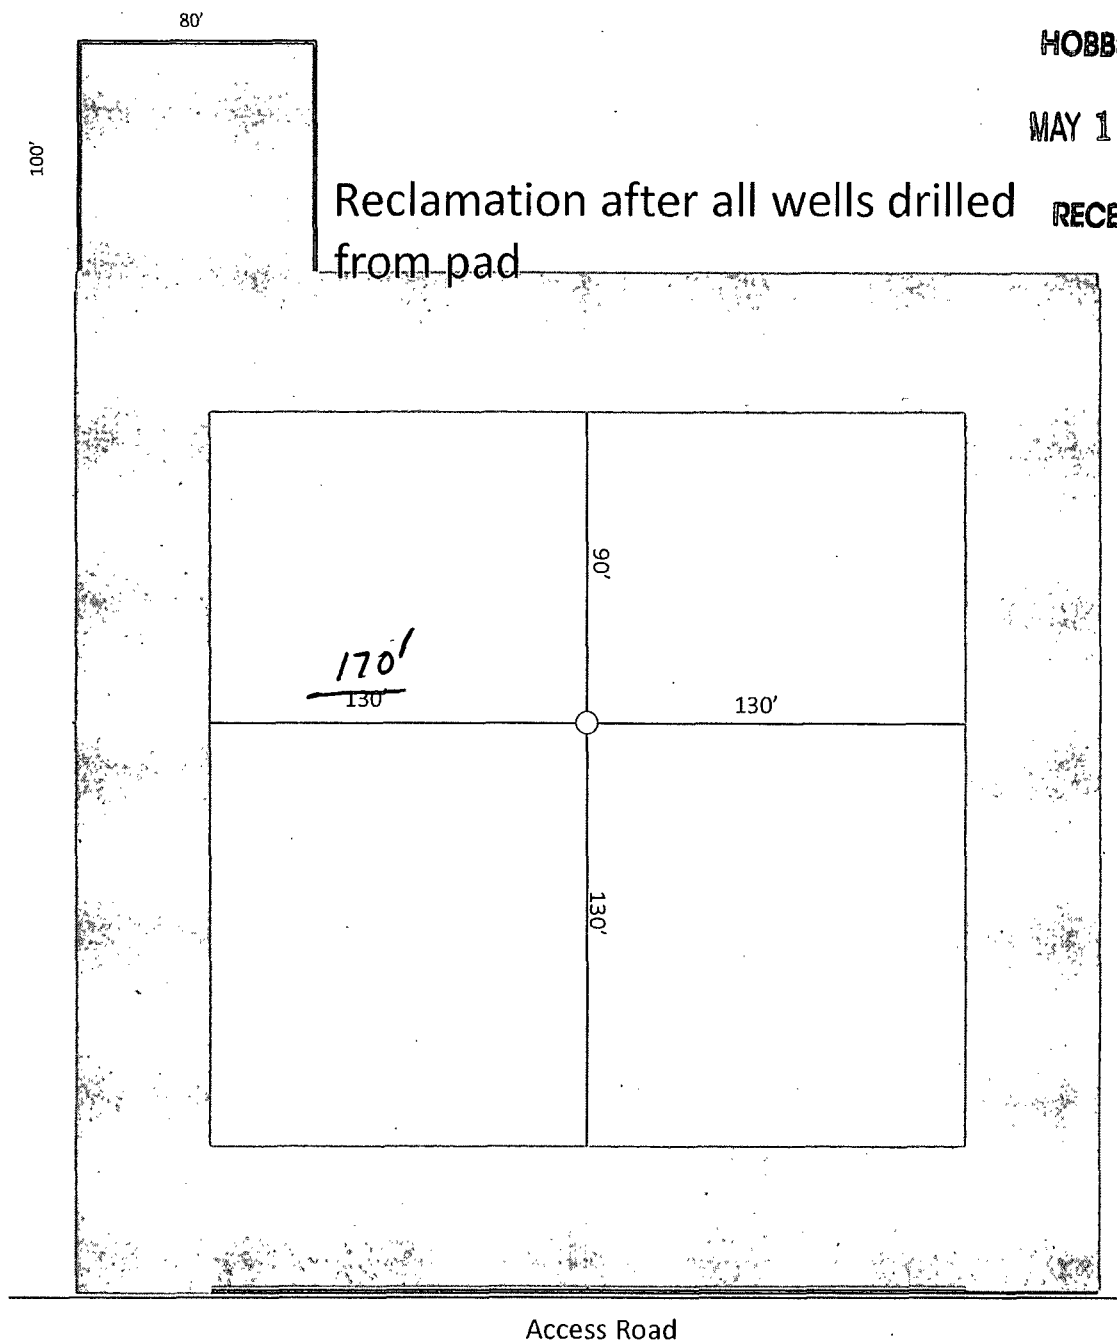 80'
HOBB
MAY 1
100'
Reclamation after all wells drilled
RECE
from pad
90'
170'
130'
130'
130'
Access Road